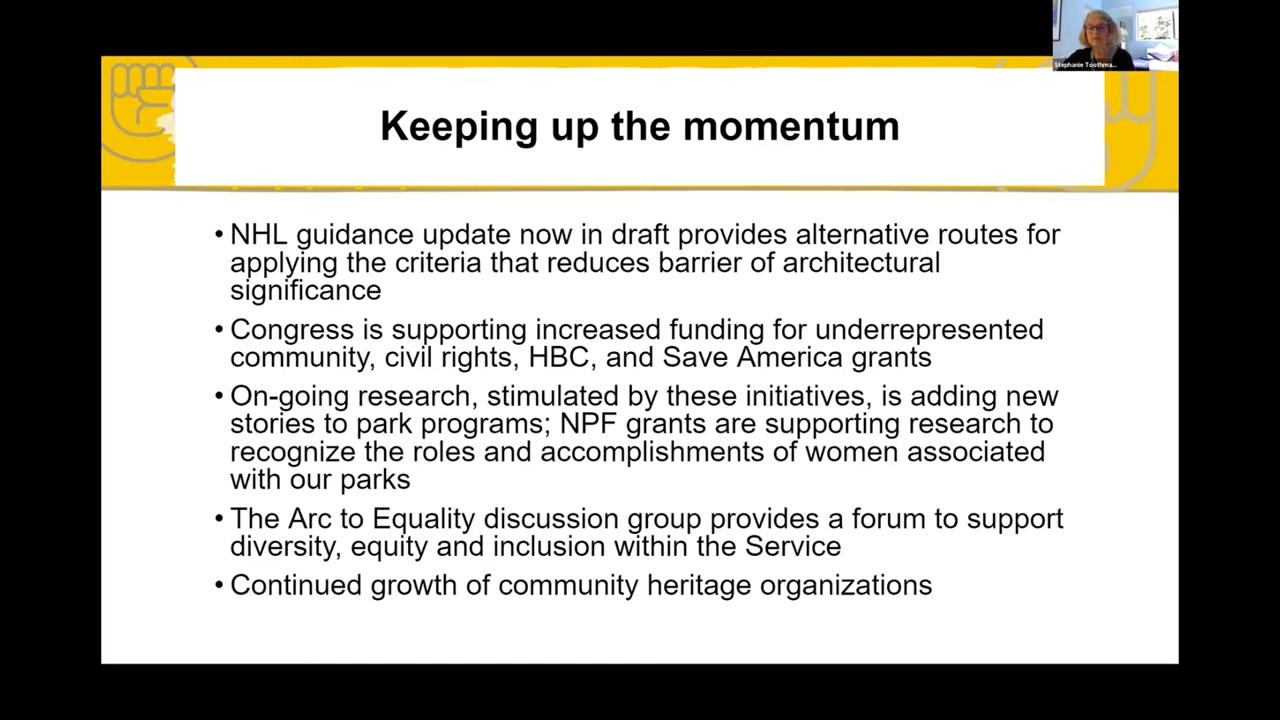 Stephanie Toothma...
Keeping up the momentum
• NHL guidance update now in draft provides alternative routes for
applying the criteria that reduces barrier of architectural
significance
• Congress is supporting increased funding for underrepresented
community, civil rights, HBC, and Save America grants
• On-going research, stimulated by these initiatives, is adding new
stories to park programs; NPF grants are supporting research to
recognize the roles and accomplishments of women associated
with our parks
• The Arc to Equality discussion group provides a forum to support
diversity, equity and inclusion within the Service
• Continued growth of community heritage organizations